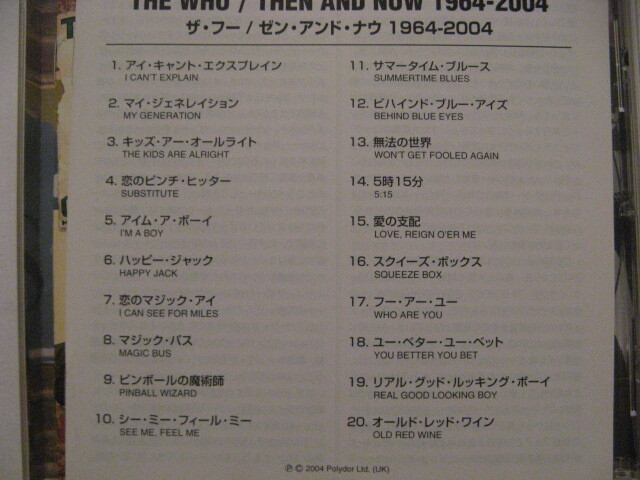 THE WHO / THEN AND NOW 1964-2004
ザ・フー / ゼン・アンド・ナウ 1964-2004
1. アイ・キャント・エクスプレイン
I CAN'T EXPLAIN
2. マイ・ジェネレイション
MY GENERATION
3. キッズ・アー・オールライト
THE KIDS ARE ALRIGHT
4. 恋のピンチ・ヒッター
SUBSTITUTE
5. アイム・ア・ボーイ
I'M A BOY
6. ハッピー・ジャック
HAPPY JACK
7. 恋のマジック・アイ
I CAN SEE FOR MILES
8. マジック・バス
MAGIC BUS
9. ピンボールの魔術師
PINBALL WIZARD
10. シー・ミー・フィール・ミー
SEE ME, FEEL ME
11. サマータイム・ブルース
SUMMERTIME BLUES
12. ビハインド・ブルー・アイズ
BEHIND BLUE EYES
13. 無法の世界
WON'T GET FOOLED AGAIN
14. 5時15分
5:15
15. 愛の支配
LOVE, REIGN O'ER ME
16. スクイーズ・ボックス
SQUEEZE BOX
17. フー・アー・ユー
WHO ARE YOU
18. ユー・ベター・ユー・ベット
YOU BETTER YOU BET
19. リアル・グッド・ルッキング・ボーイ
REAL GOOD LOOKING BOY
20. オールド・レッド・ワイン
OLD RED WINE
℗ © 2004 Polydor Ltd. (UK)